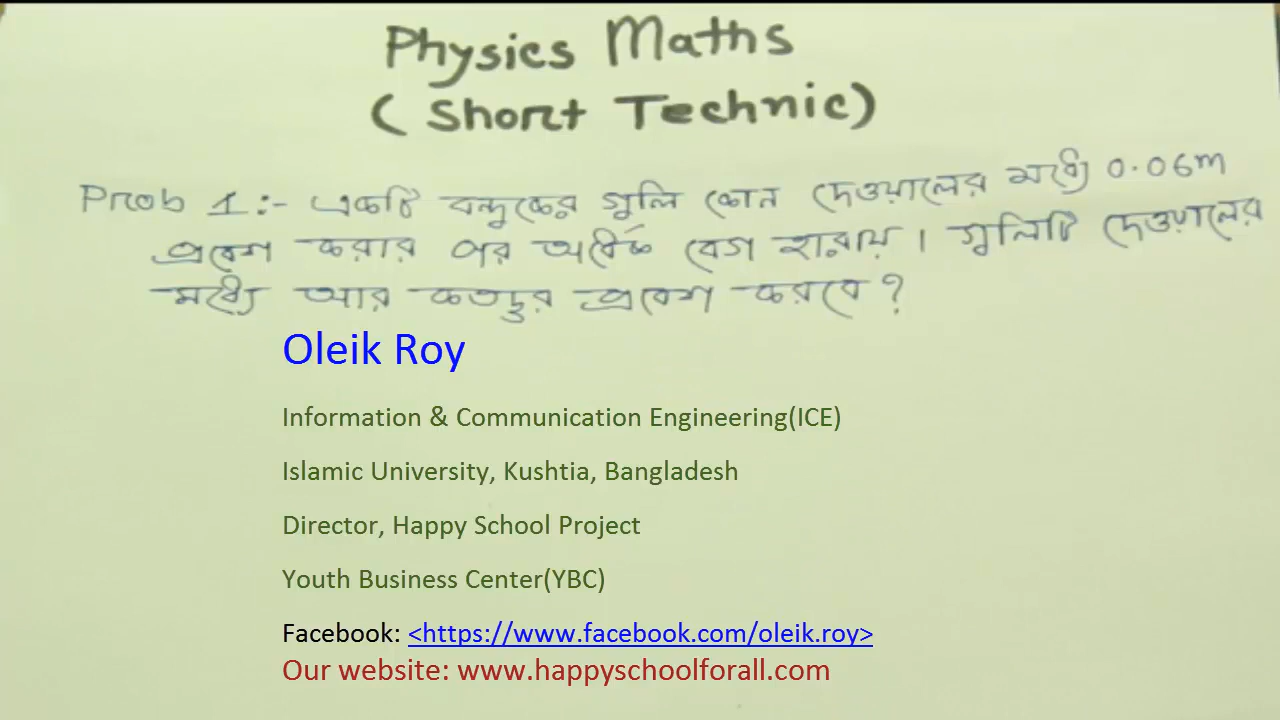 Physics Maths
(Short Technic)
Prob 1:- একটি বন্দুকের গুলি কোন দেওয়ালের মধ্যে 0.06m
প্রবেশ করার পর অর্ধেক বেগ হারায়। গুলিটি দেওয়ালের
মধ্যে আর কতদুর প্রবেশ করবে?
Oleik Roy
Information & Communication Engineering(ICE)
Islamic University, Kushtia, Bangladesh
Director, Happy School Project
Youth Business Center(YBC)
Facebook: <https://www.facebook.com/oleik.roy>
Our website: www.happyschoolforall.com